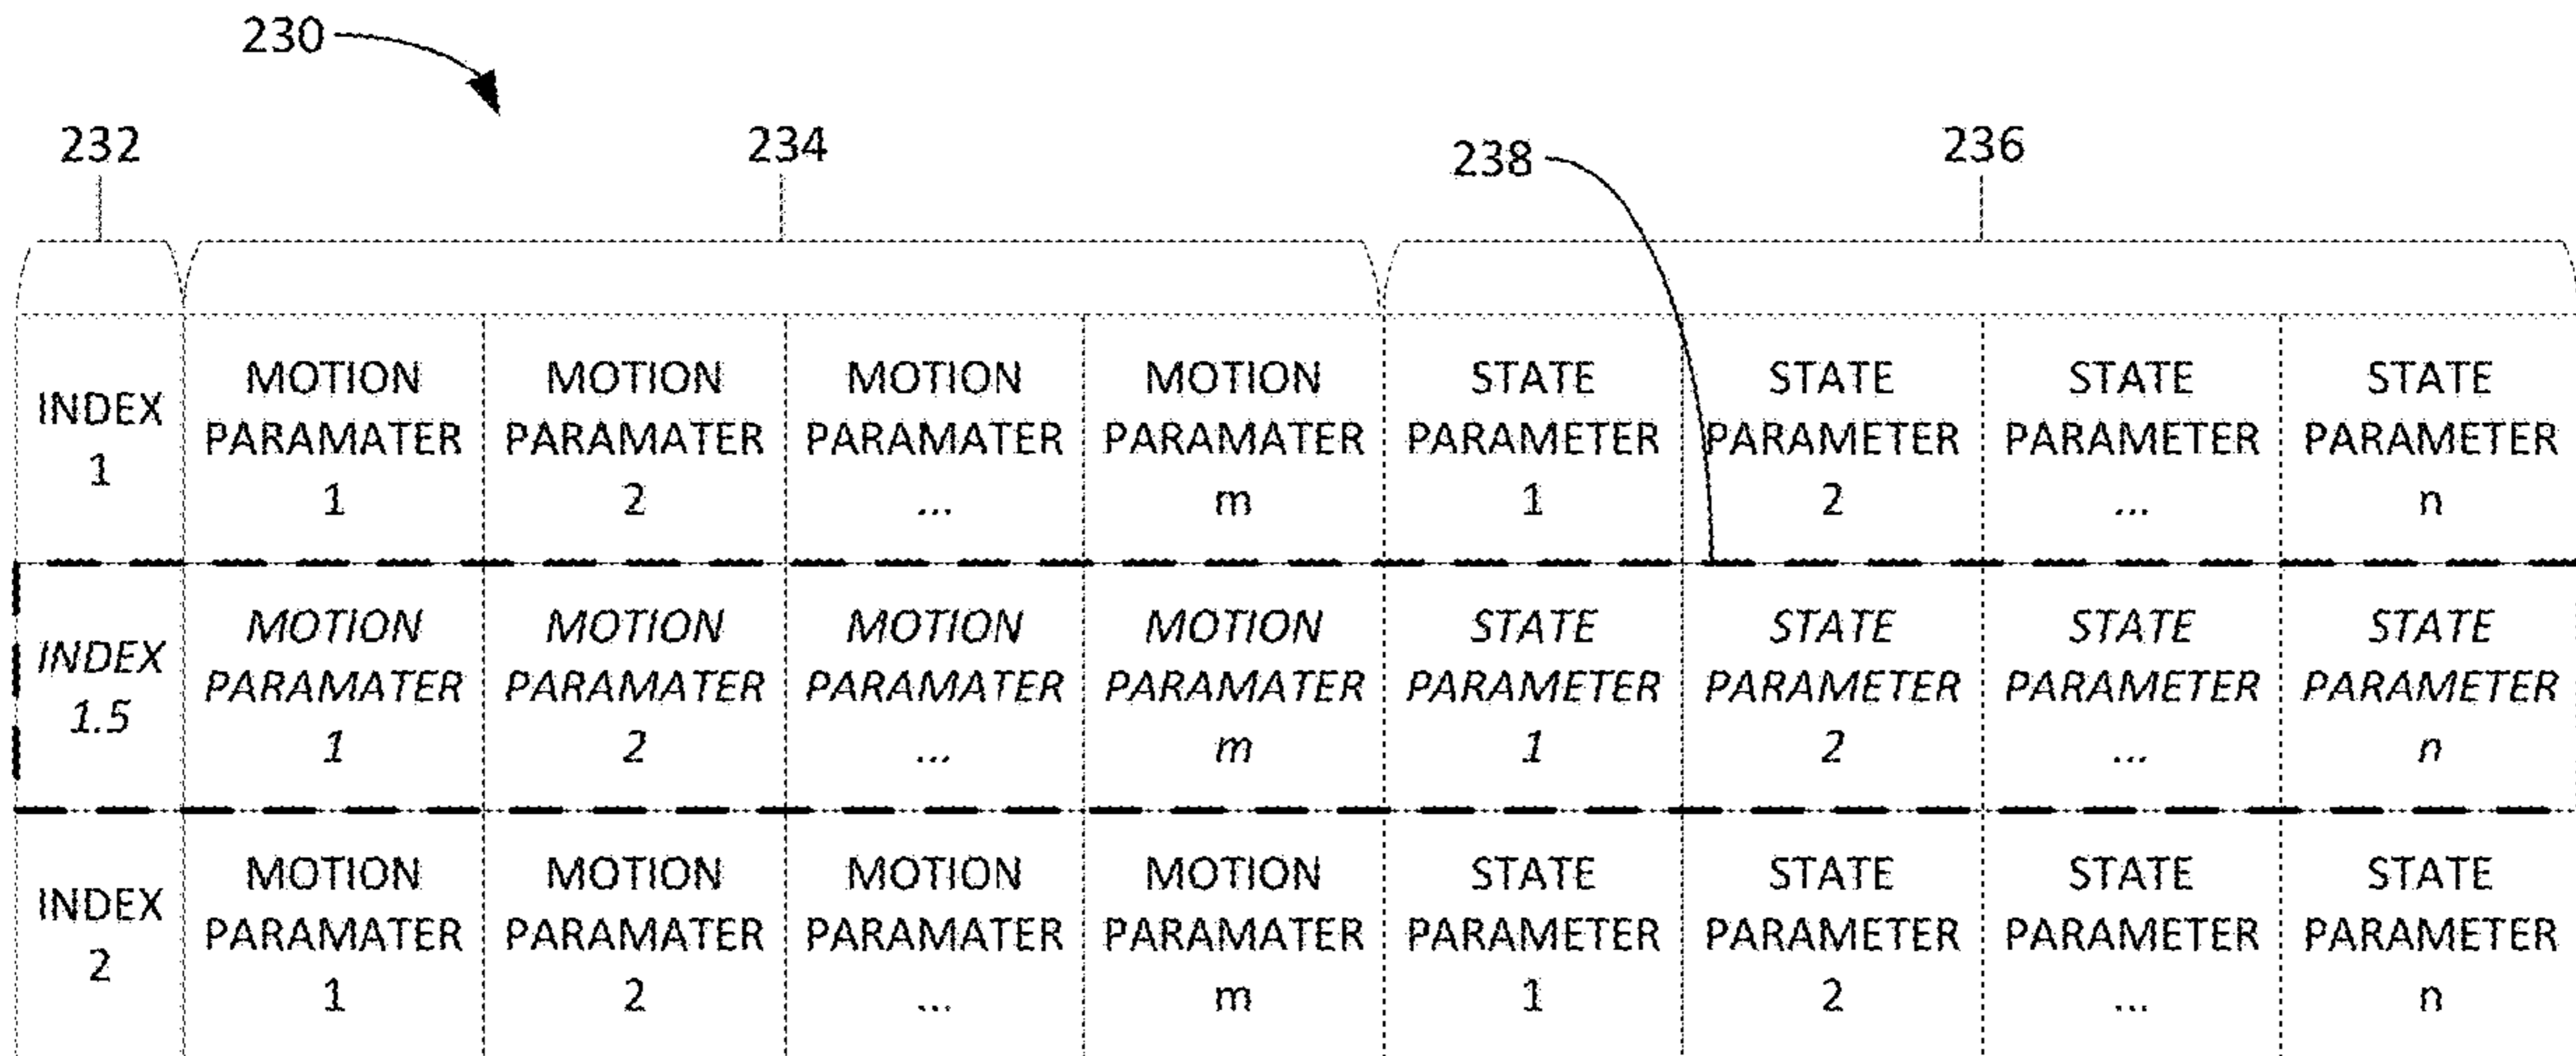 230
232
234
238
236
INDEX
1
MOTION
PARAMATER
1
MOTION
PARAMATER
2
MOTION
PARAMATER
...
MOTION
PARAMATER
m
STATE
PARAMETER
1
STATE
PARAMETER
2
STATE
PARAMETER
...
STATE
PARAMETER
n
INDEX
1.5
MOTION
PARAMATER
1
MOTION
PARAMATER
2
MOTION
PARAMATER
...
MOTION
PARAMATER
m
STATE
PARAMETER
1
STATE
PARAMETER
2
STATE
PARAMETER
...
STATE
PARAMETER
n
INDEX
2
MOTION
PARAMATER
1
MOTION
PARAMATER
2
MOTION
PARAMATER
...
MOTION
PARAMATER
m
STATE
PARAMETER
1
STATE
PARAMETER
2
STATE
PARAMETER
...
STATE
PARAMETER
n